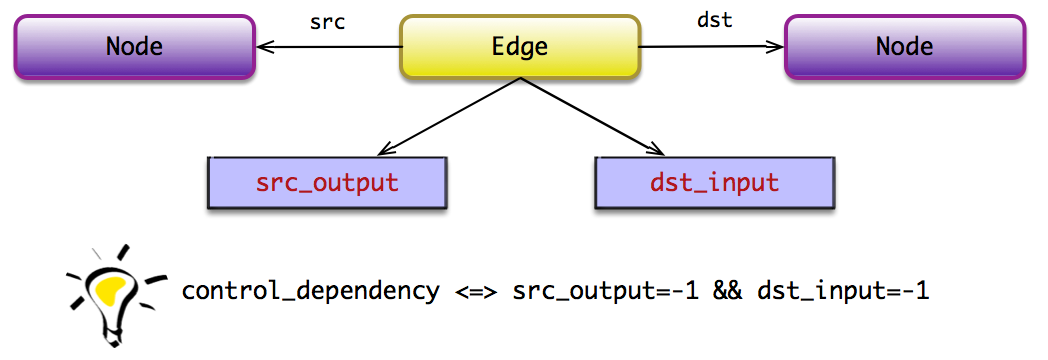 src dst
Node Edge Node
src_output dst_input
control_dependency <=> src_output=-1 && dst_input=-1